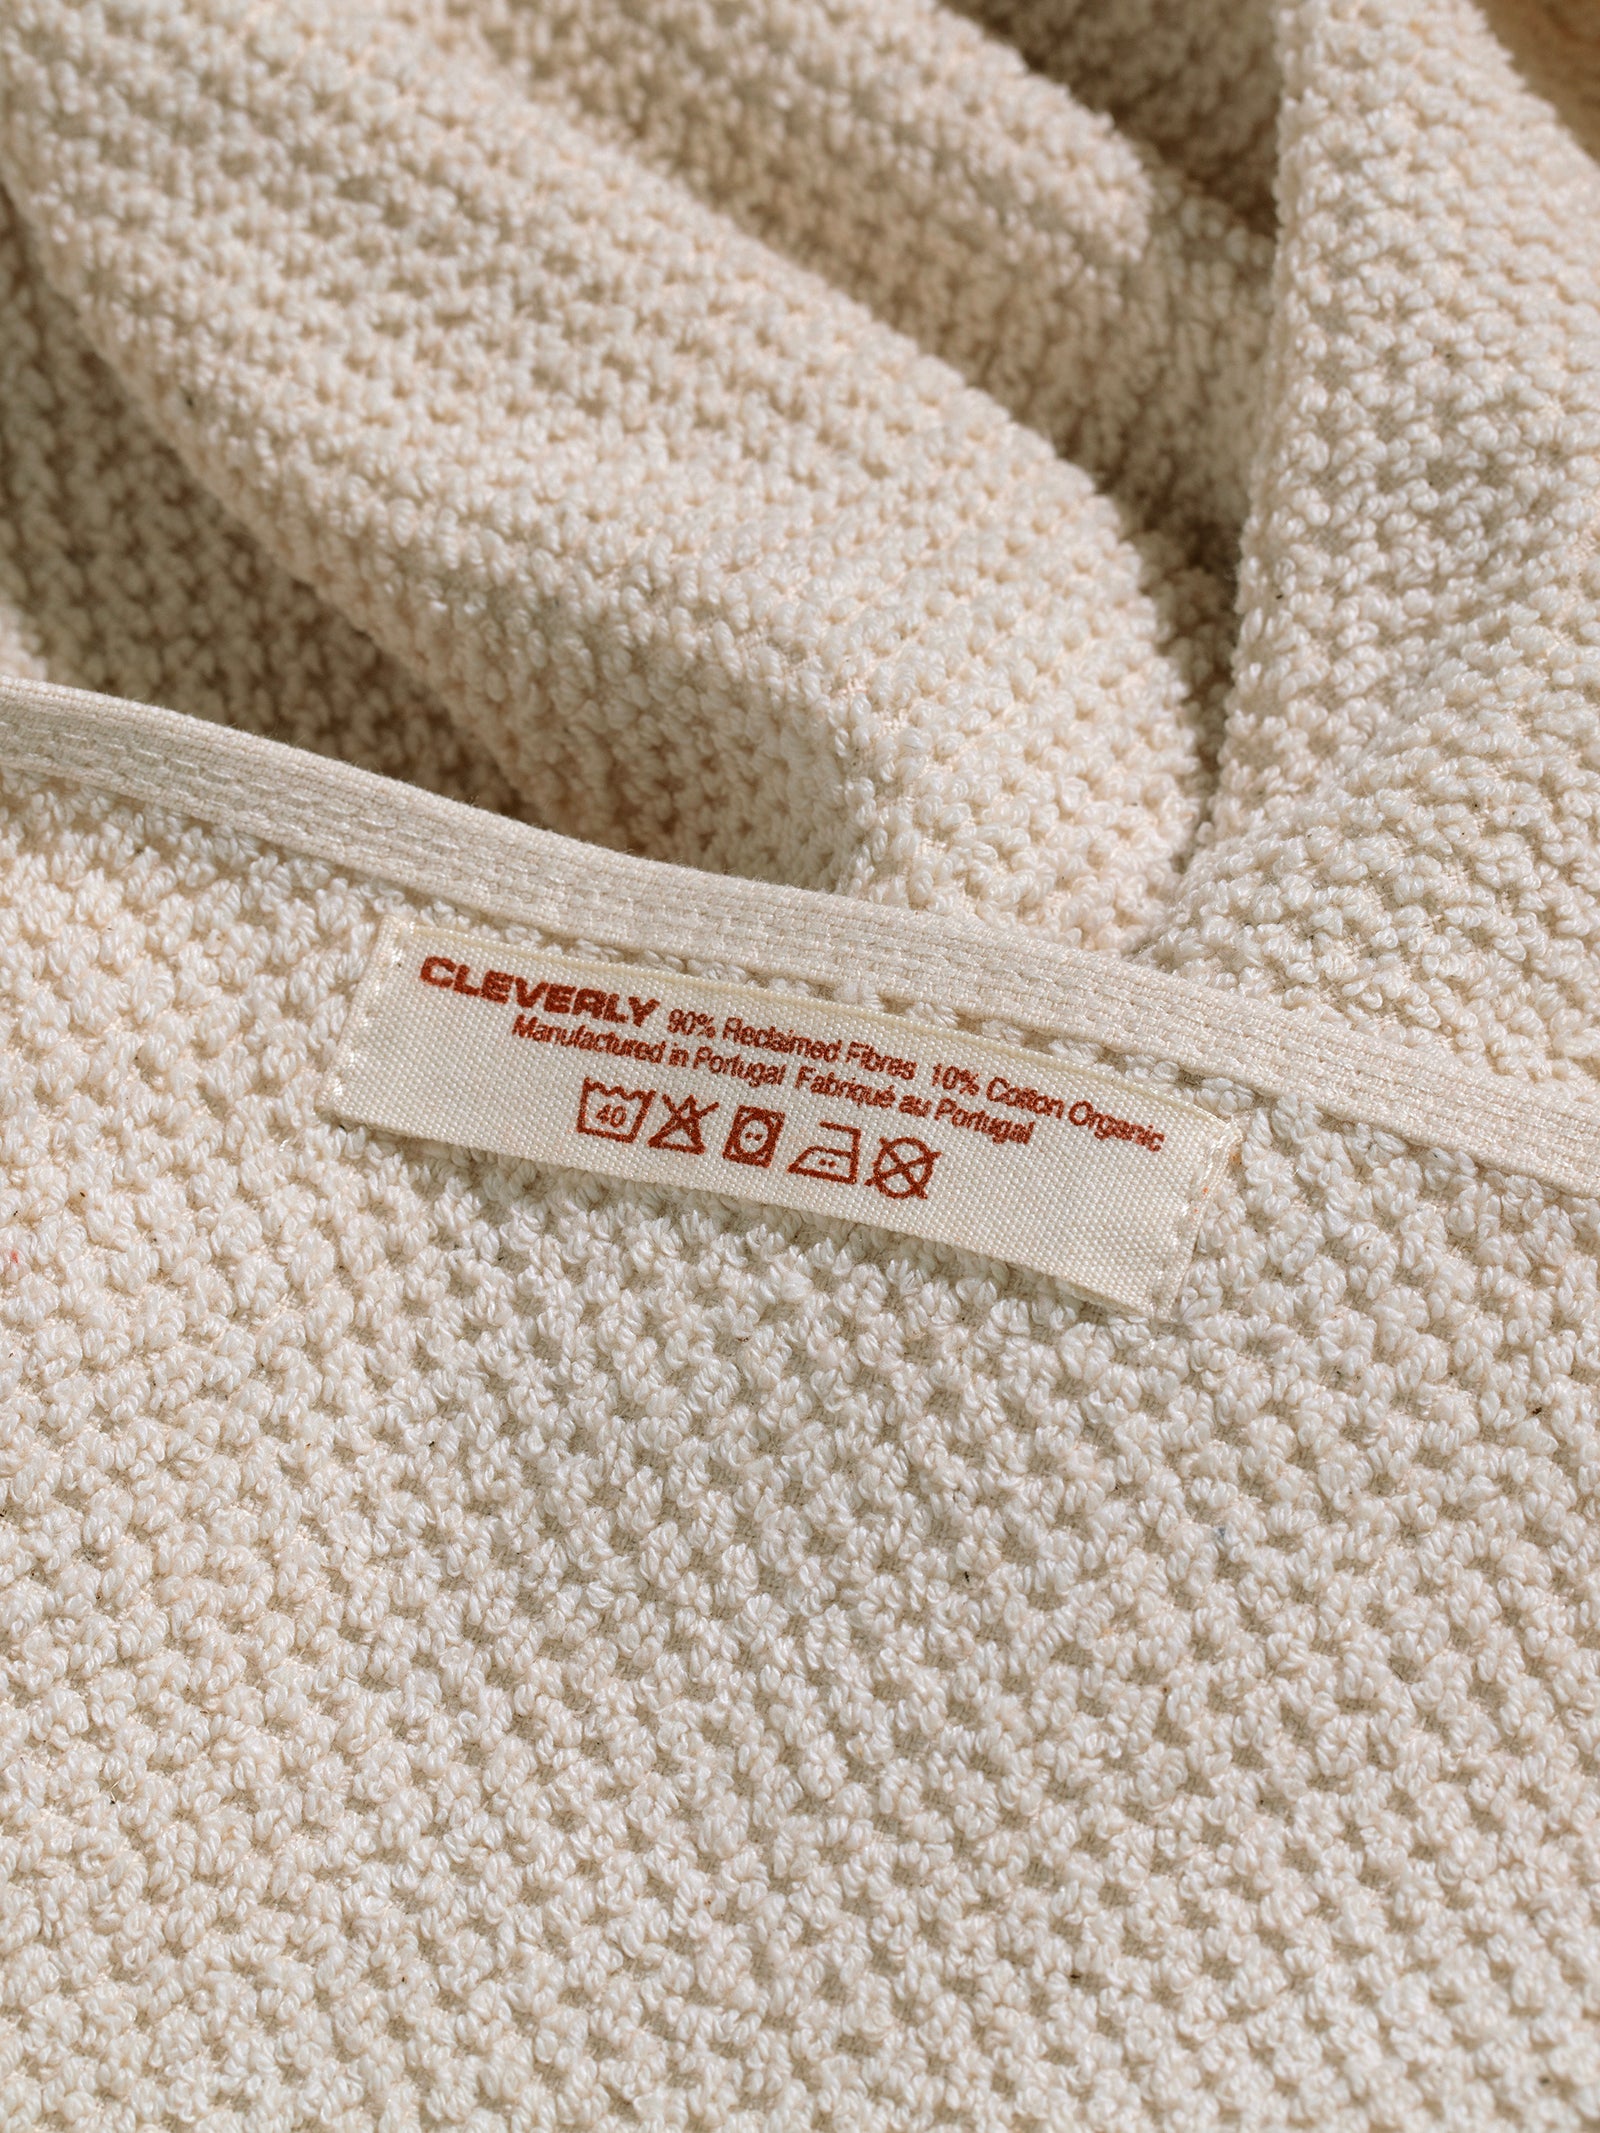 CLEVERLY 90% Reclaimed Fibres 10% Cotton Organic
Manufactured in Portugal Fabriqué au Portugal
40